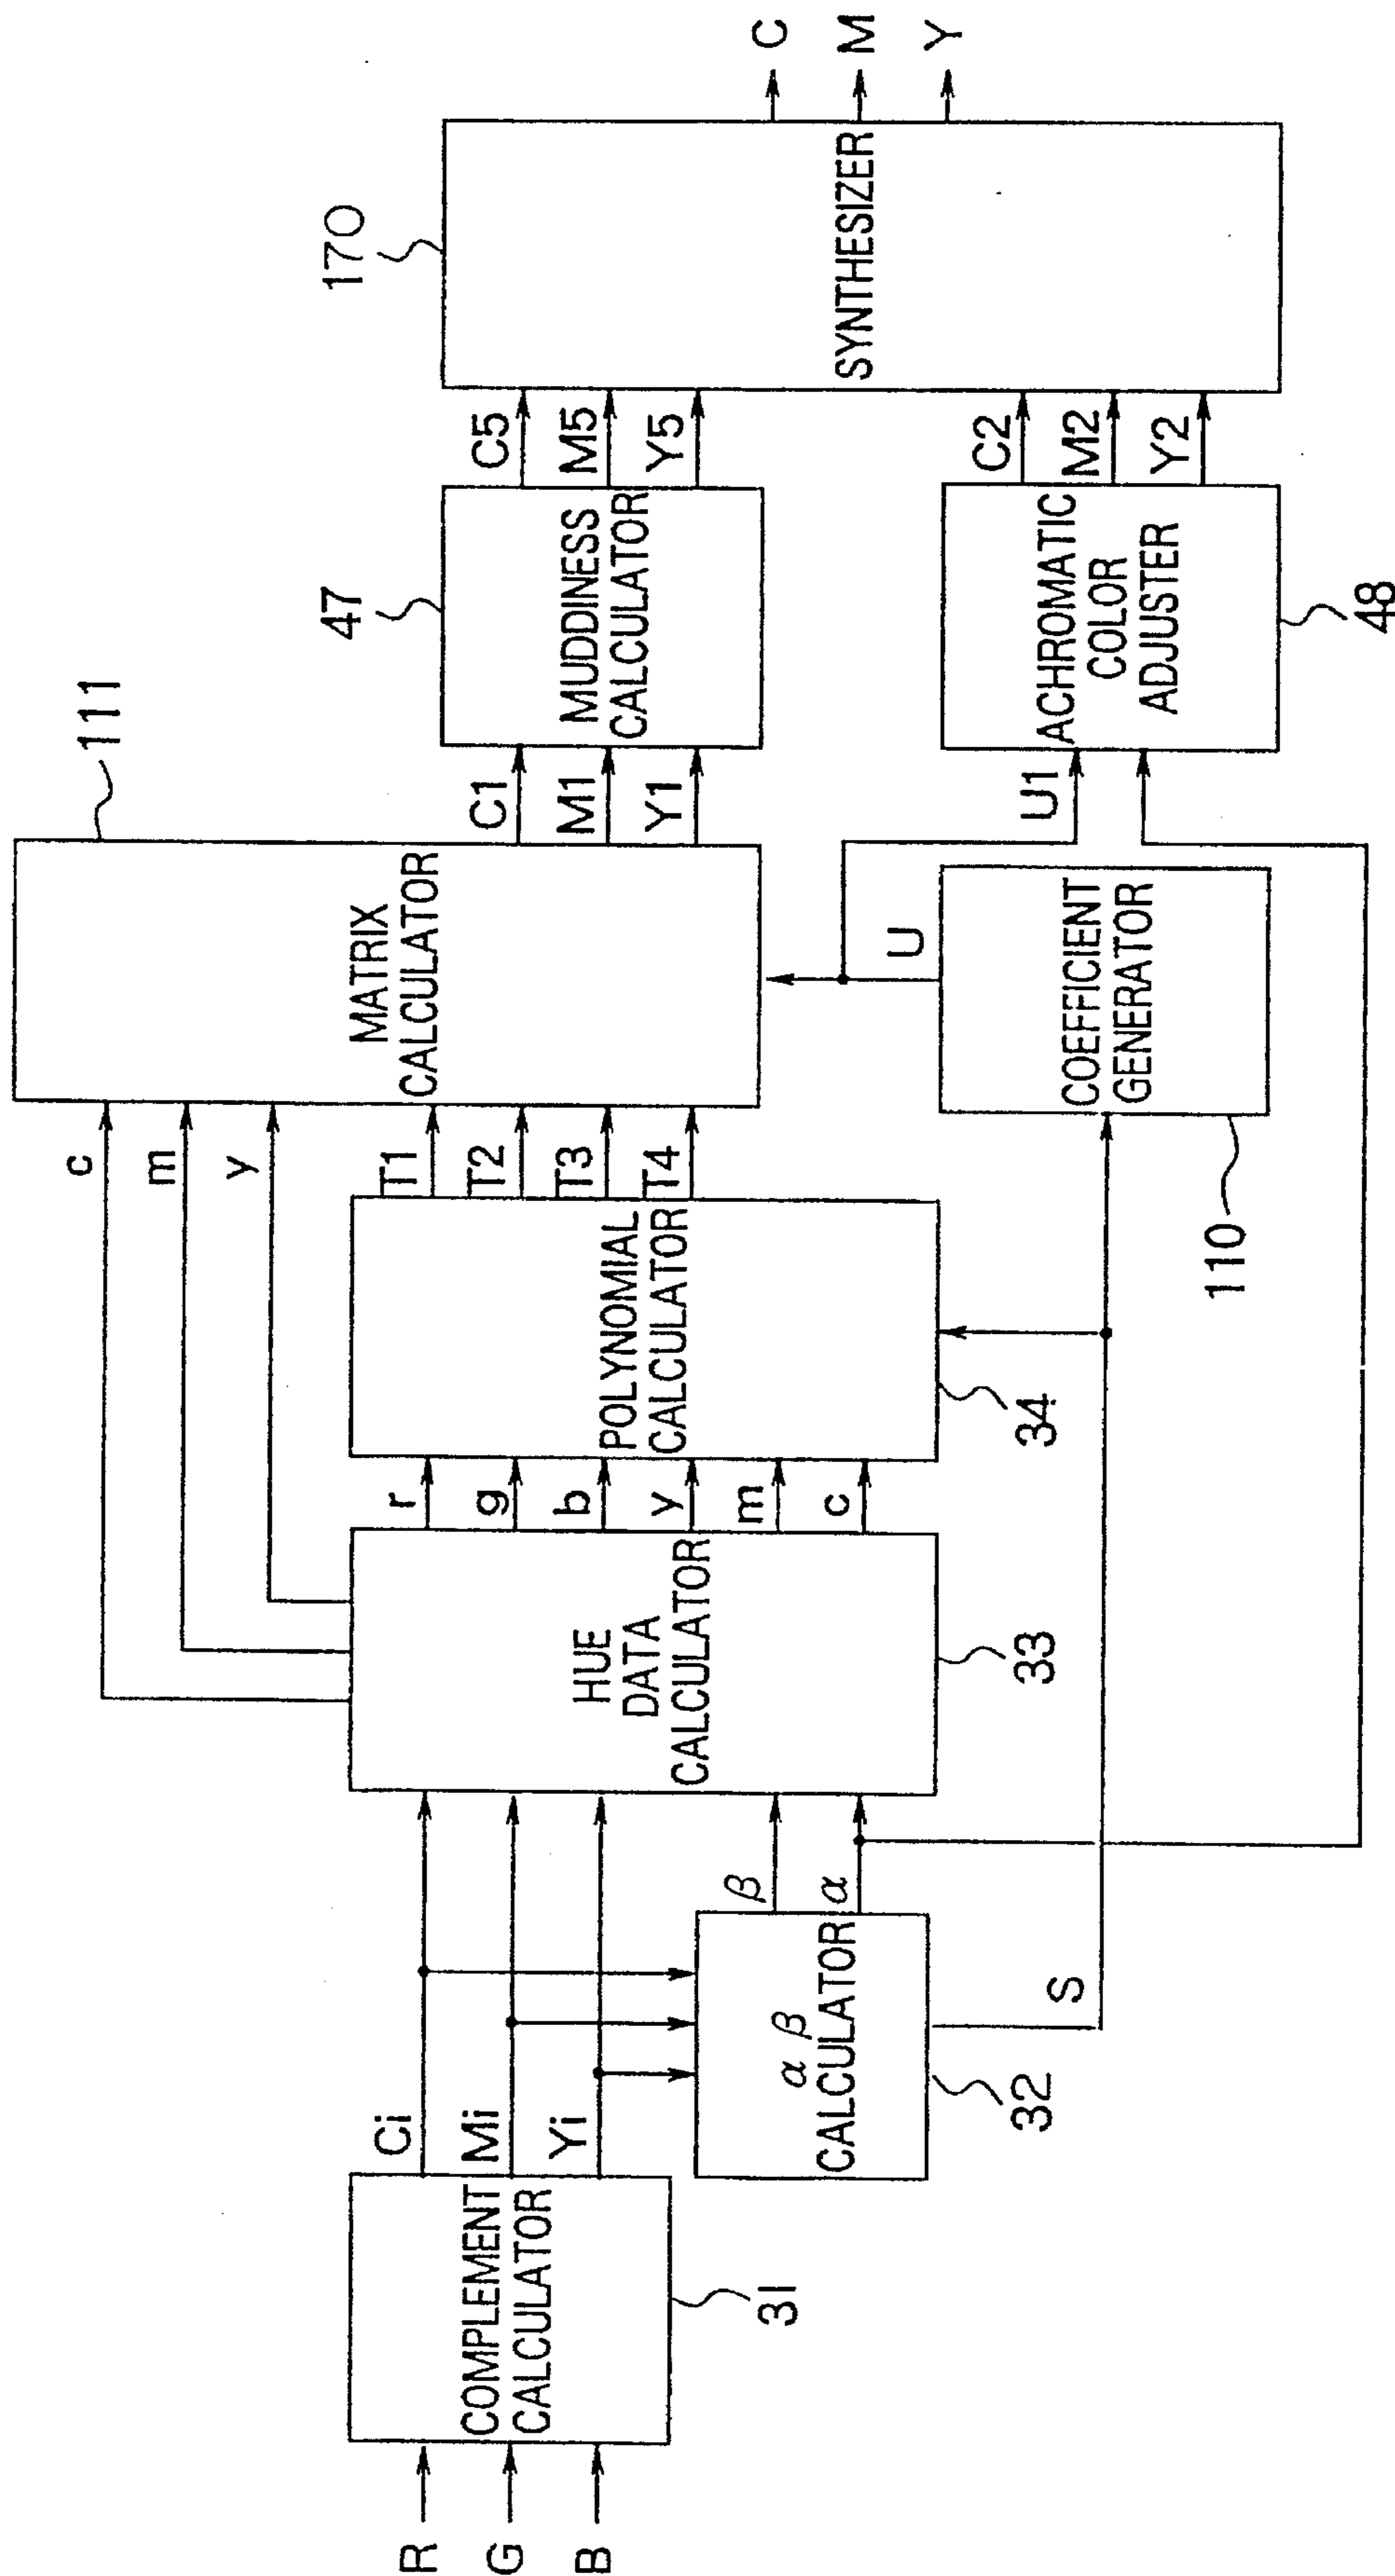 R
G
B
COMPLEMENT
CALCULATOR
31
Ci
Mi
Yi
α β
CALCULATOR
32
β
α
S
HUE
DATA
CALCULATOR
33
c
m
y
r
g
b
y
m
c
POLYNOMIAL
CALCULATOR
34
T1
T2
T3
T4
MATRIX
CALCULATOR
111
COEFFICIENT
GENERATOR
110
U
U1
C1
M1
Y1
MUDDINESS
CALCULATOR
47
ACHROMATIC
COLOR
ADJUSTER
48
C5
M5
Y5
C2
M2
Y2
SYNTHESIZER
170
C
M
Y